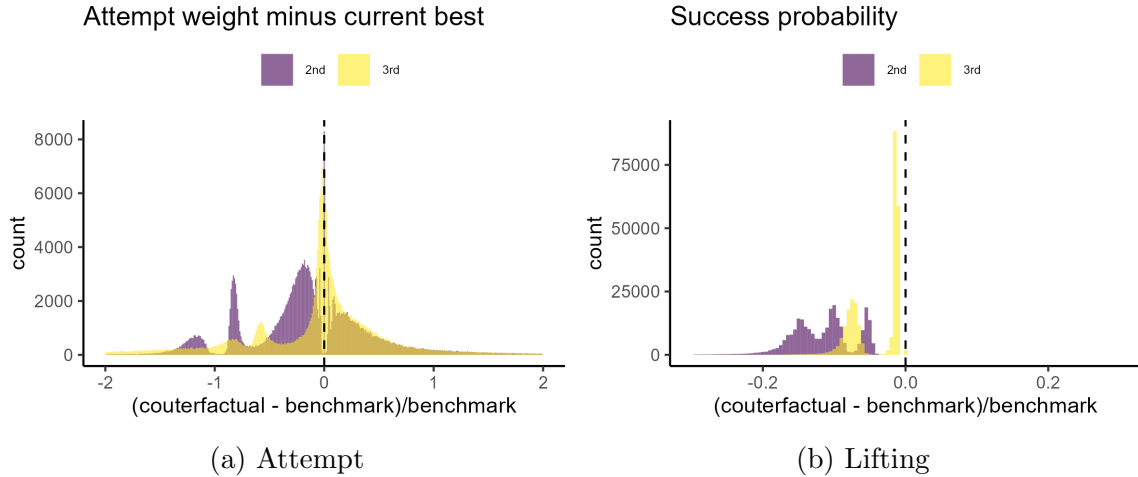 Attempt weight minus current best
2nd 3rd
8000
6000
4000
2000
0
count
-2 -1 0 1 2
(couterfactual - benchmark)/benchmark
(a) Attempt
Success probability
2nd 3rd
75000
50000
25000
0
count
-0.2 0.0 0.2
(couterfactual - benchmark)/benchmark
(b) Lifting